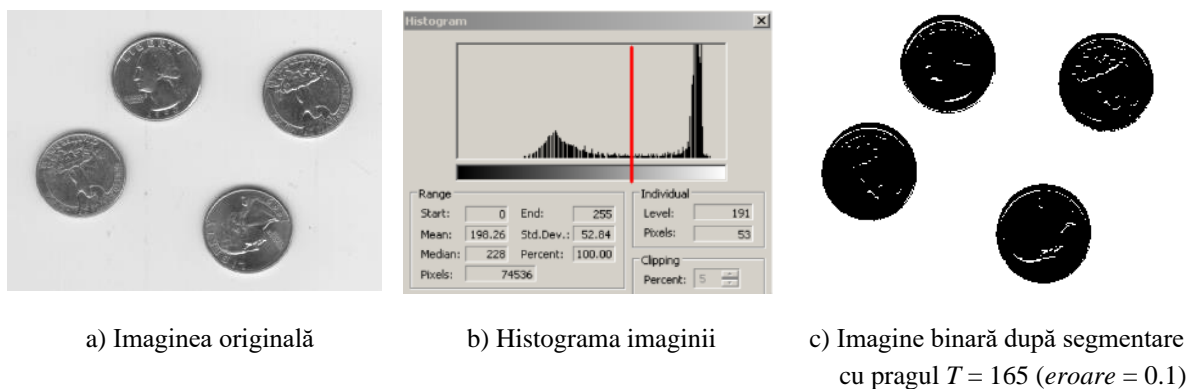 Histogram
LIBERTY
Range
Start: 0 End: 255
Mean: 198.26 Std.Dev.: 52.84
Median: 228 Percent: 100.00
Pixels: 74536
Individual
Level: 191
Pixels: 53
Clipping
Percent: 5
a) Imaginea originală
b) Histograma imaginii
c) Imagine binară după segmentare
cu pragul T = 165 (eroare = 0.1)